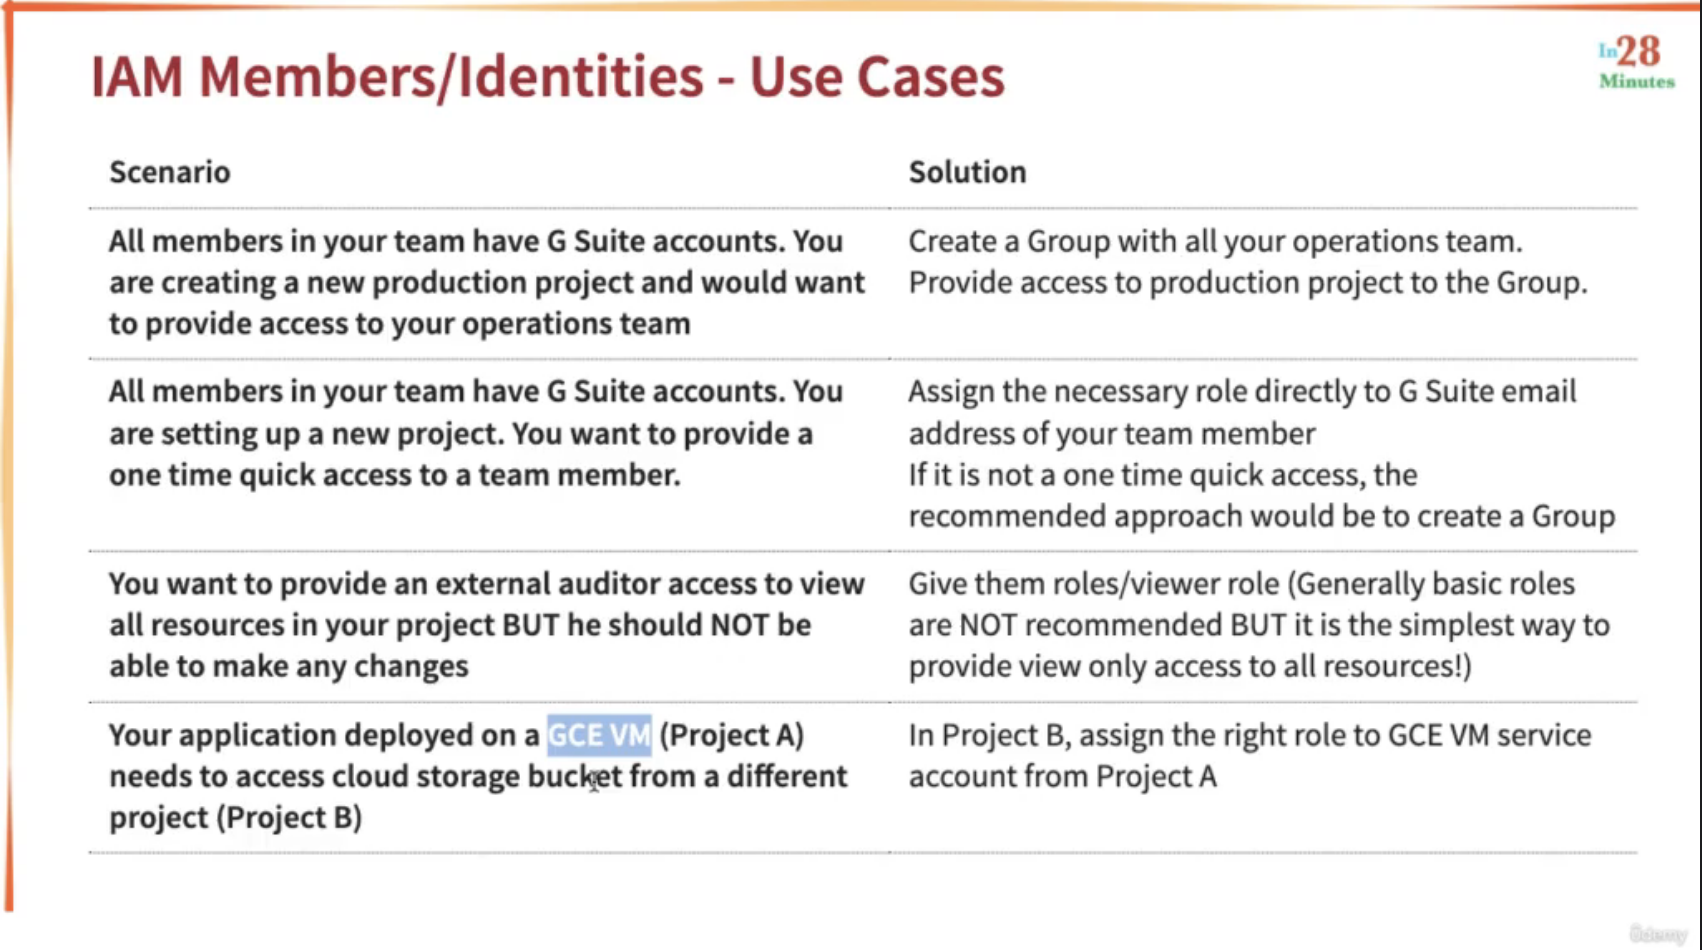 IAM Members/Identities - Use Cases
In28
Minutes
Scenario
Solution
All members in your team have G Suite accounts. You
are creating a new production project and would want
to provide access to your operations team
Create a Group with all your operations team.
Provide access to production project to the Group.
All members in your team have G Suite accounts. You
are setting up a new project. You want to provide a
one time quick access to a team member.
Assign the necessary role directly to G Suite email
address of your team member
If it is not a one time quick access, the
recommended approach would be to create a Group
You want to provide an external auditor access to view
all resources in your project BUT he should NOT be
able to make any changes
Give them roles/viewer role (Generally basic roles
are NOT recommended BUT it is the simplest way to
provide view only access to all resources!)
Your application deployed on a GCE VM (Project A)
needs to access cloud storage bucket from a different
project (Project B)
In Project B, assign the right role to GCE VM service
account from Project A
Udemy